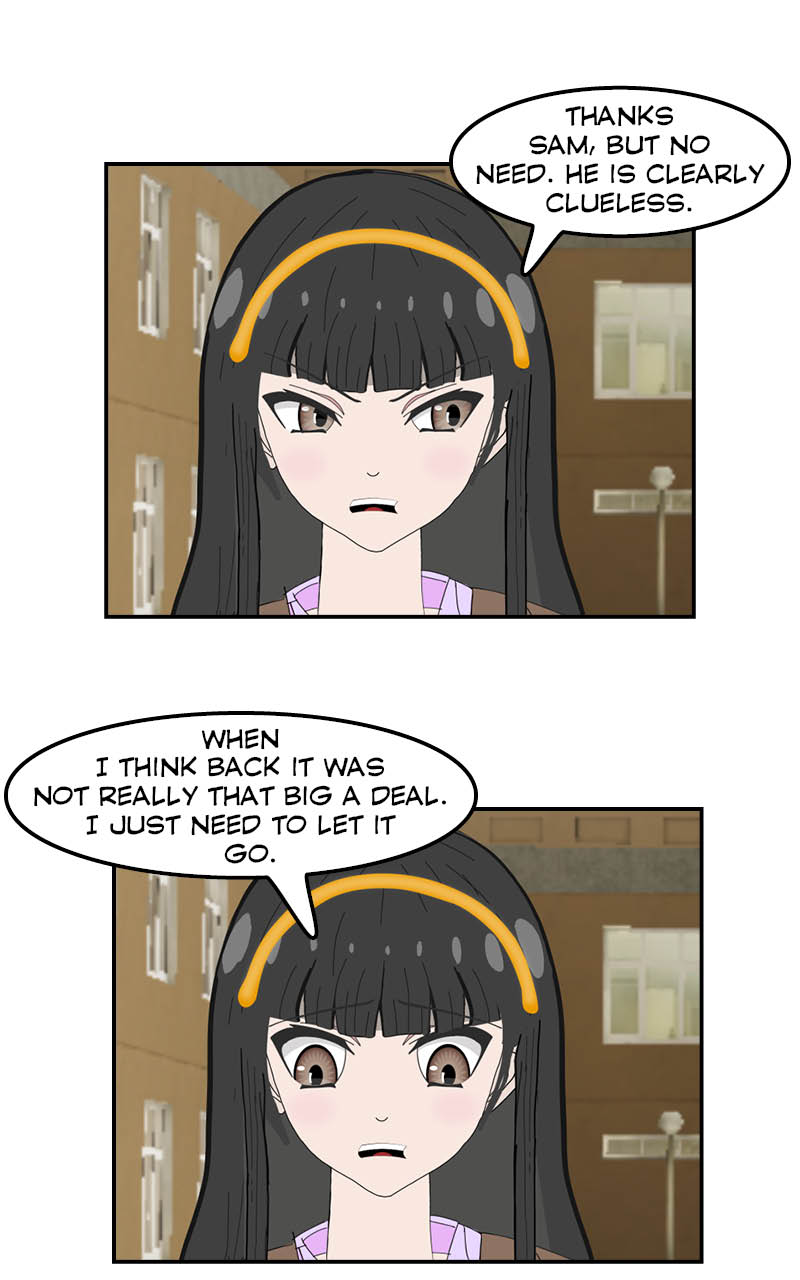 THANKS
SAM, BUT NO
NEED. HE IS CLEARLY
CLUELESS.
WHEN
I THINK BACK IT WAS
NOT REALLY THAT BIG A DEAL.
I JUST NEED TO LET IT
GO.